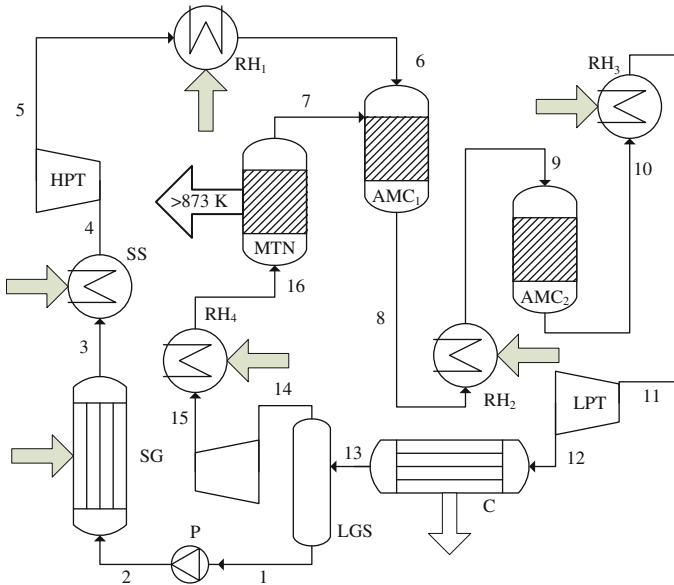 RH₁
6
RH₃
5
7
9
10
HPT
AMC₁
>873 K
4
MTN
SS
16
AMC₂
RH₄
8
3
14
RH₂
LPT
11
15
SG
13
12
C
P
LGS
2
1